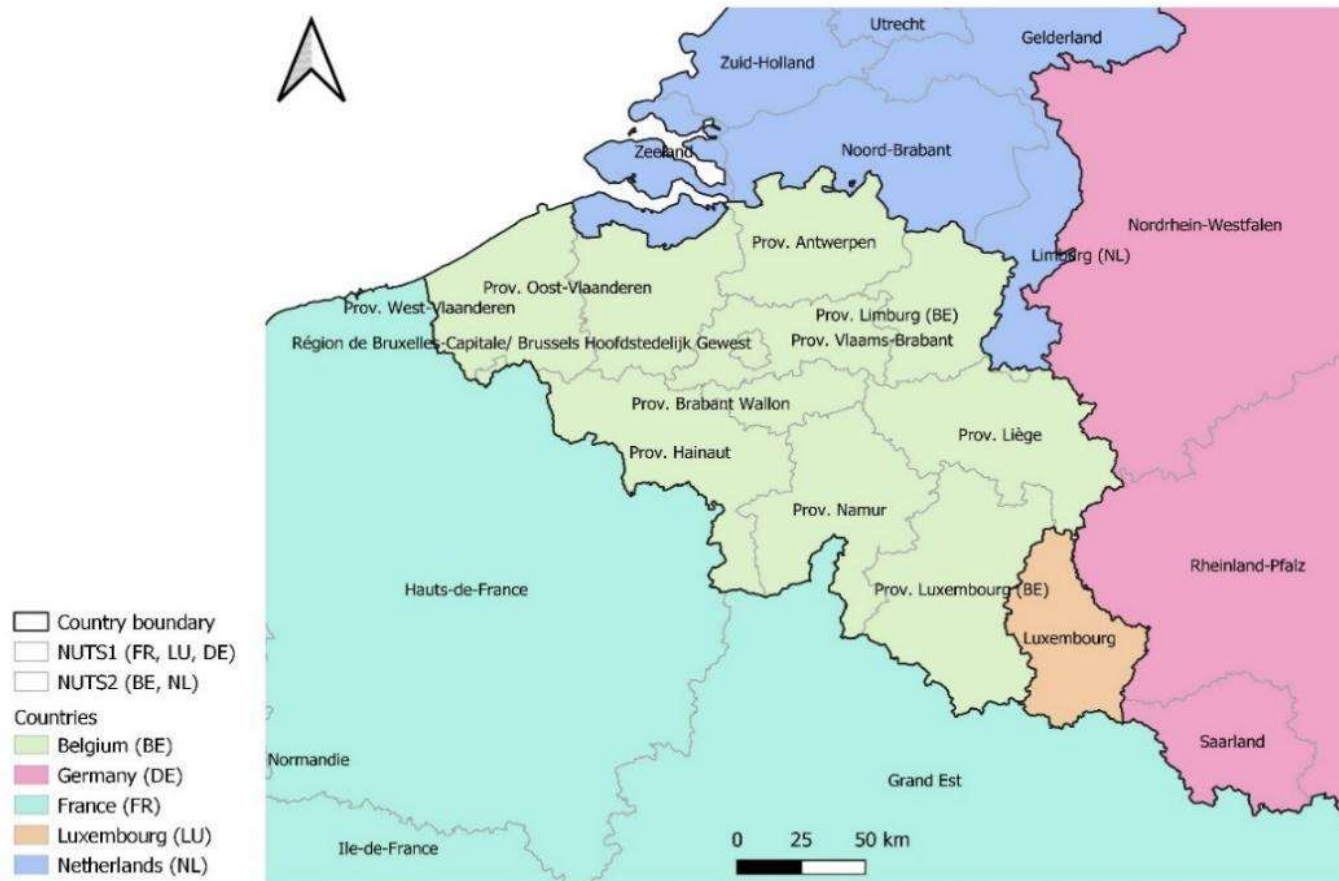 Utrecht
Gelderland
Zuid-Holland
Zeeland
Noord-Brabant
Nordrhein-Westfalen
Prov. Antwerpen
Limburg (NL)
Prov. Oost-Vlaanderen
Prov. West-Vlaanderen
Prov. Limburg (BE)
Région de Bruxelles-Capitale/ Brussels Hoofdstedelijk Gewest
Prov. Vlaams-Brabant
Prov. Brabant Wallon
Prov. Liège
Prov. Hainaut
Prov. Namur
Rheinland-Pfalz
Hauts-de-France
Prov. Luxembourg (BE)
Luxembourg
Saarland
Normandie
Grand Est
Ile-de-France
Country boundary
NUTS1 (FR, LU, DE)
NUTS2 (BE, NL)
Countries
Belgium (BE)
Germany (DE)
France (FR)
Luxembourg (LU)
Netherlands (NL)
0 25 50 km